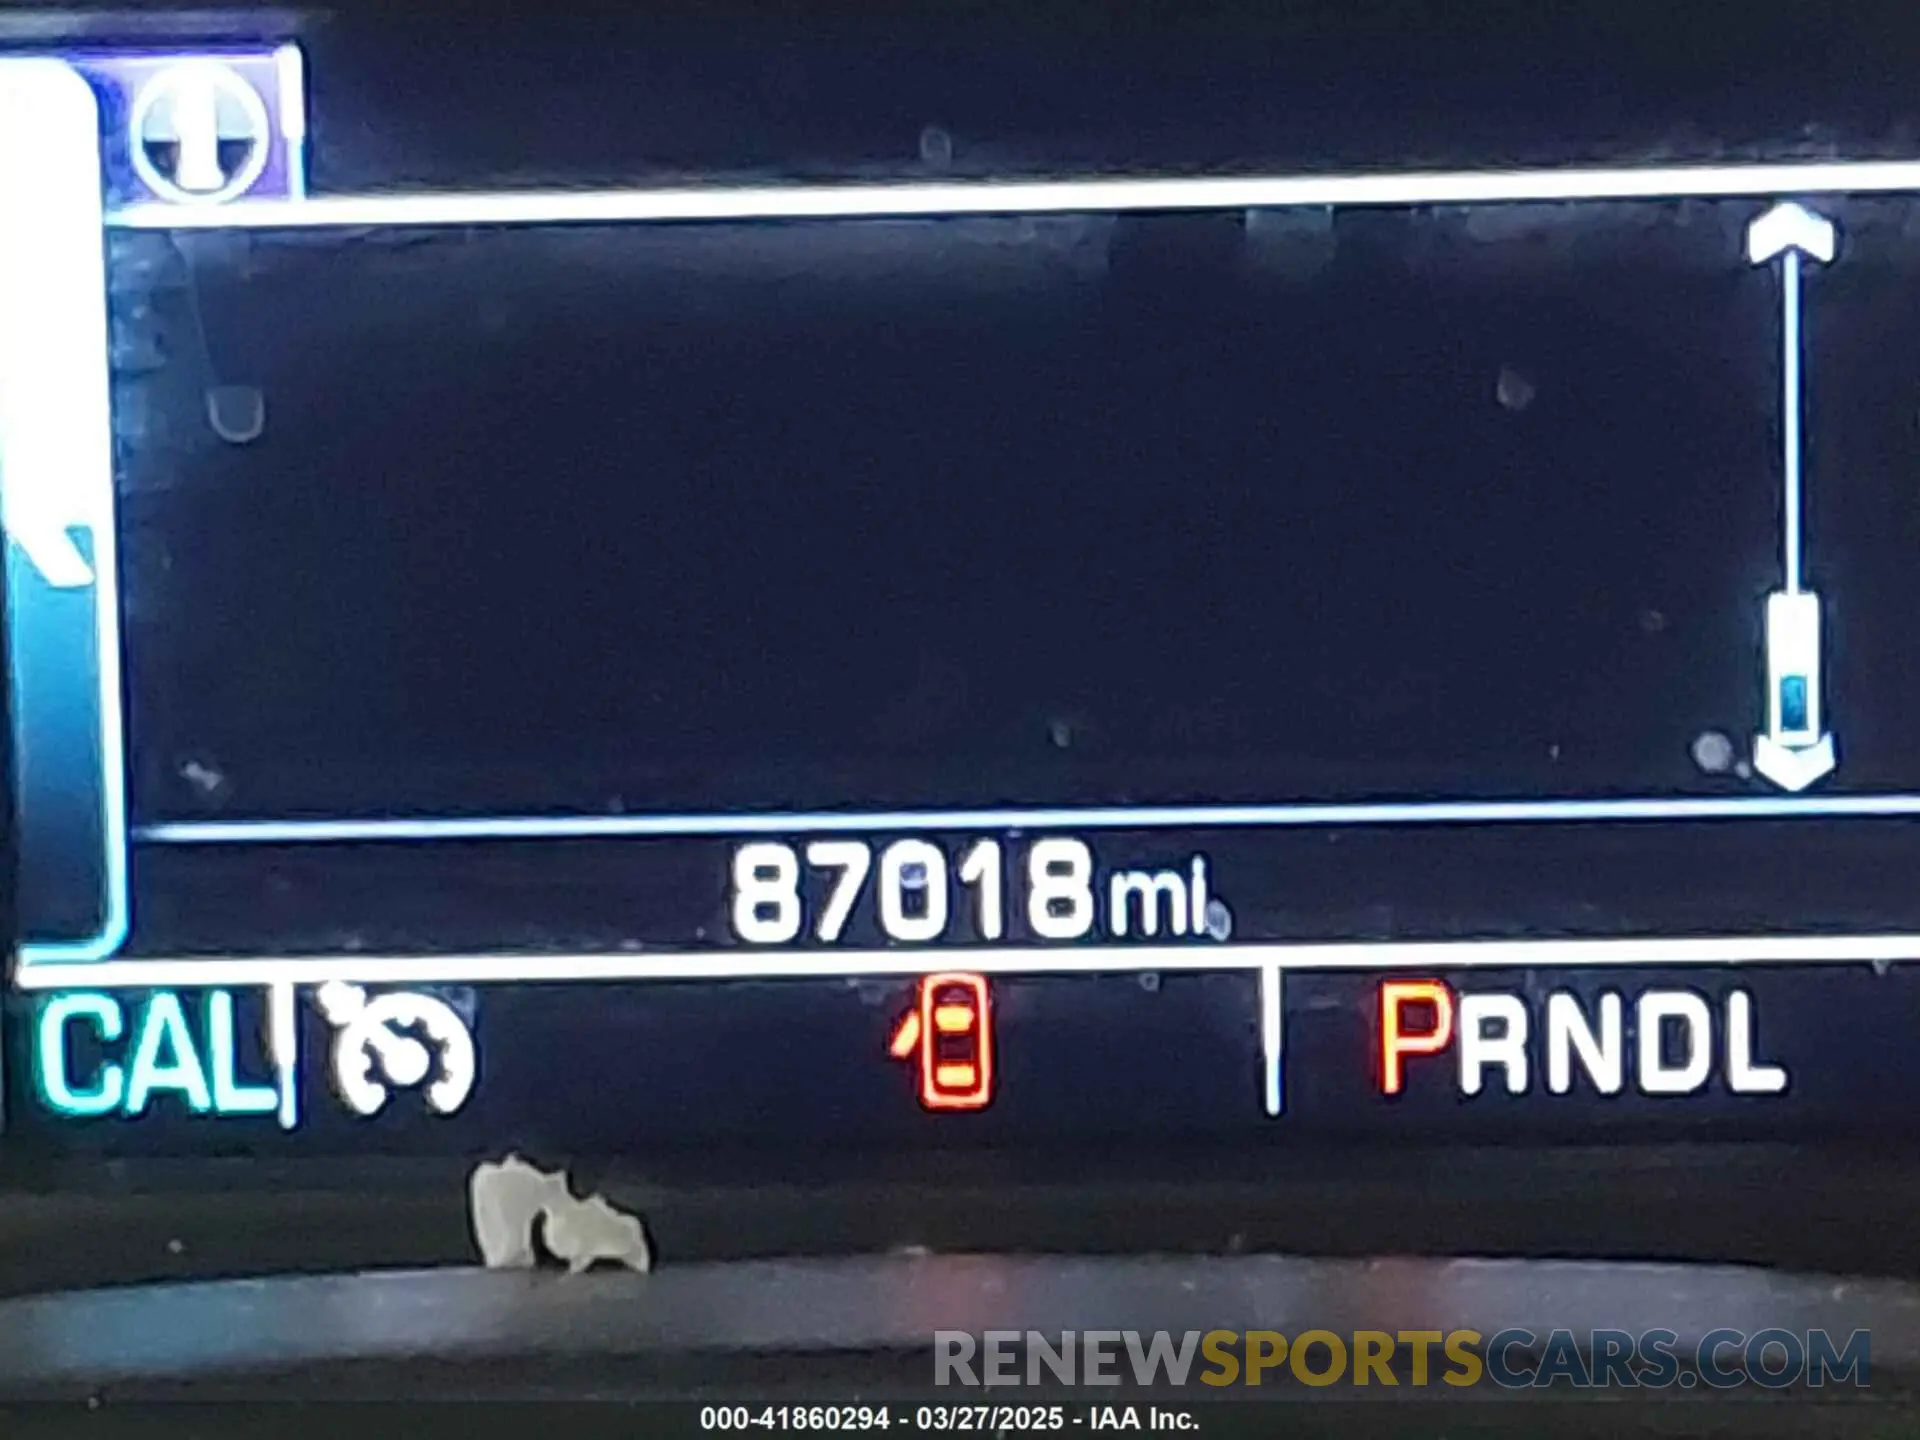 87018 mi
CAL
PRNDL
RENEWSPORTSCARS.COM
000-41860294 - 03/27/2025 - IAA Inc.